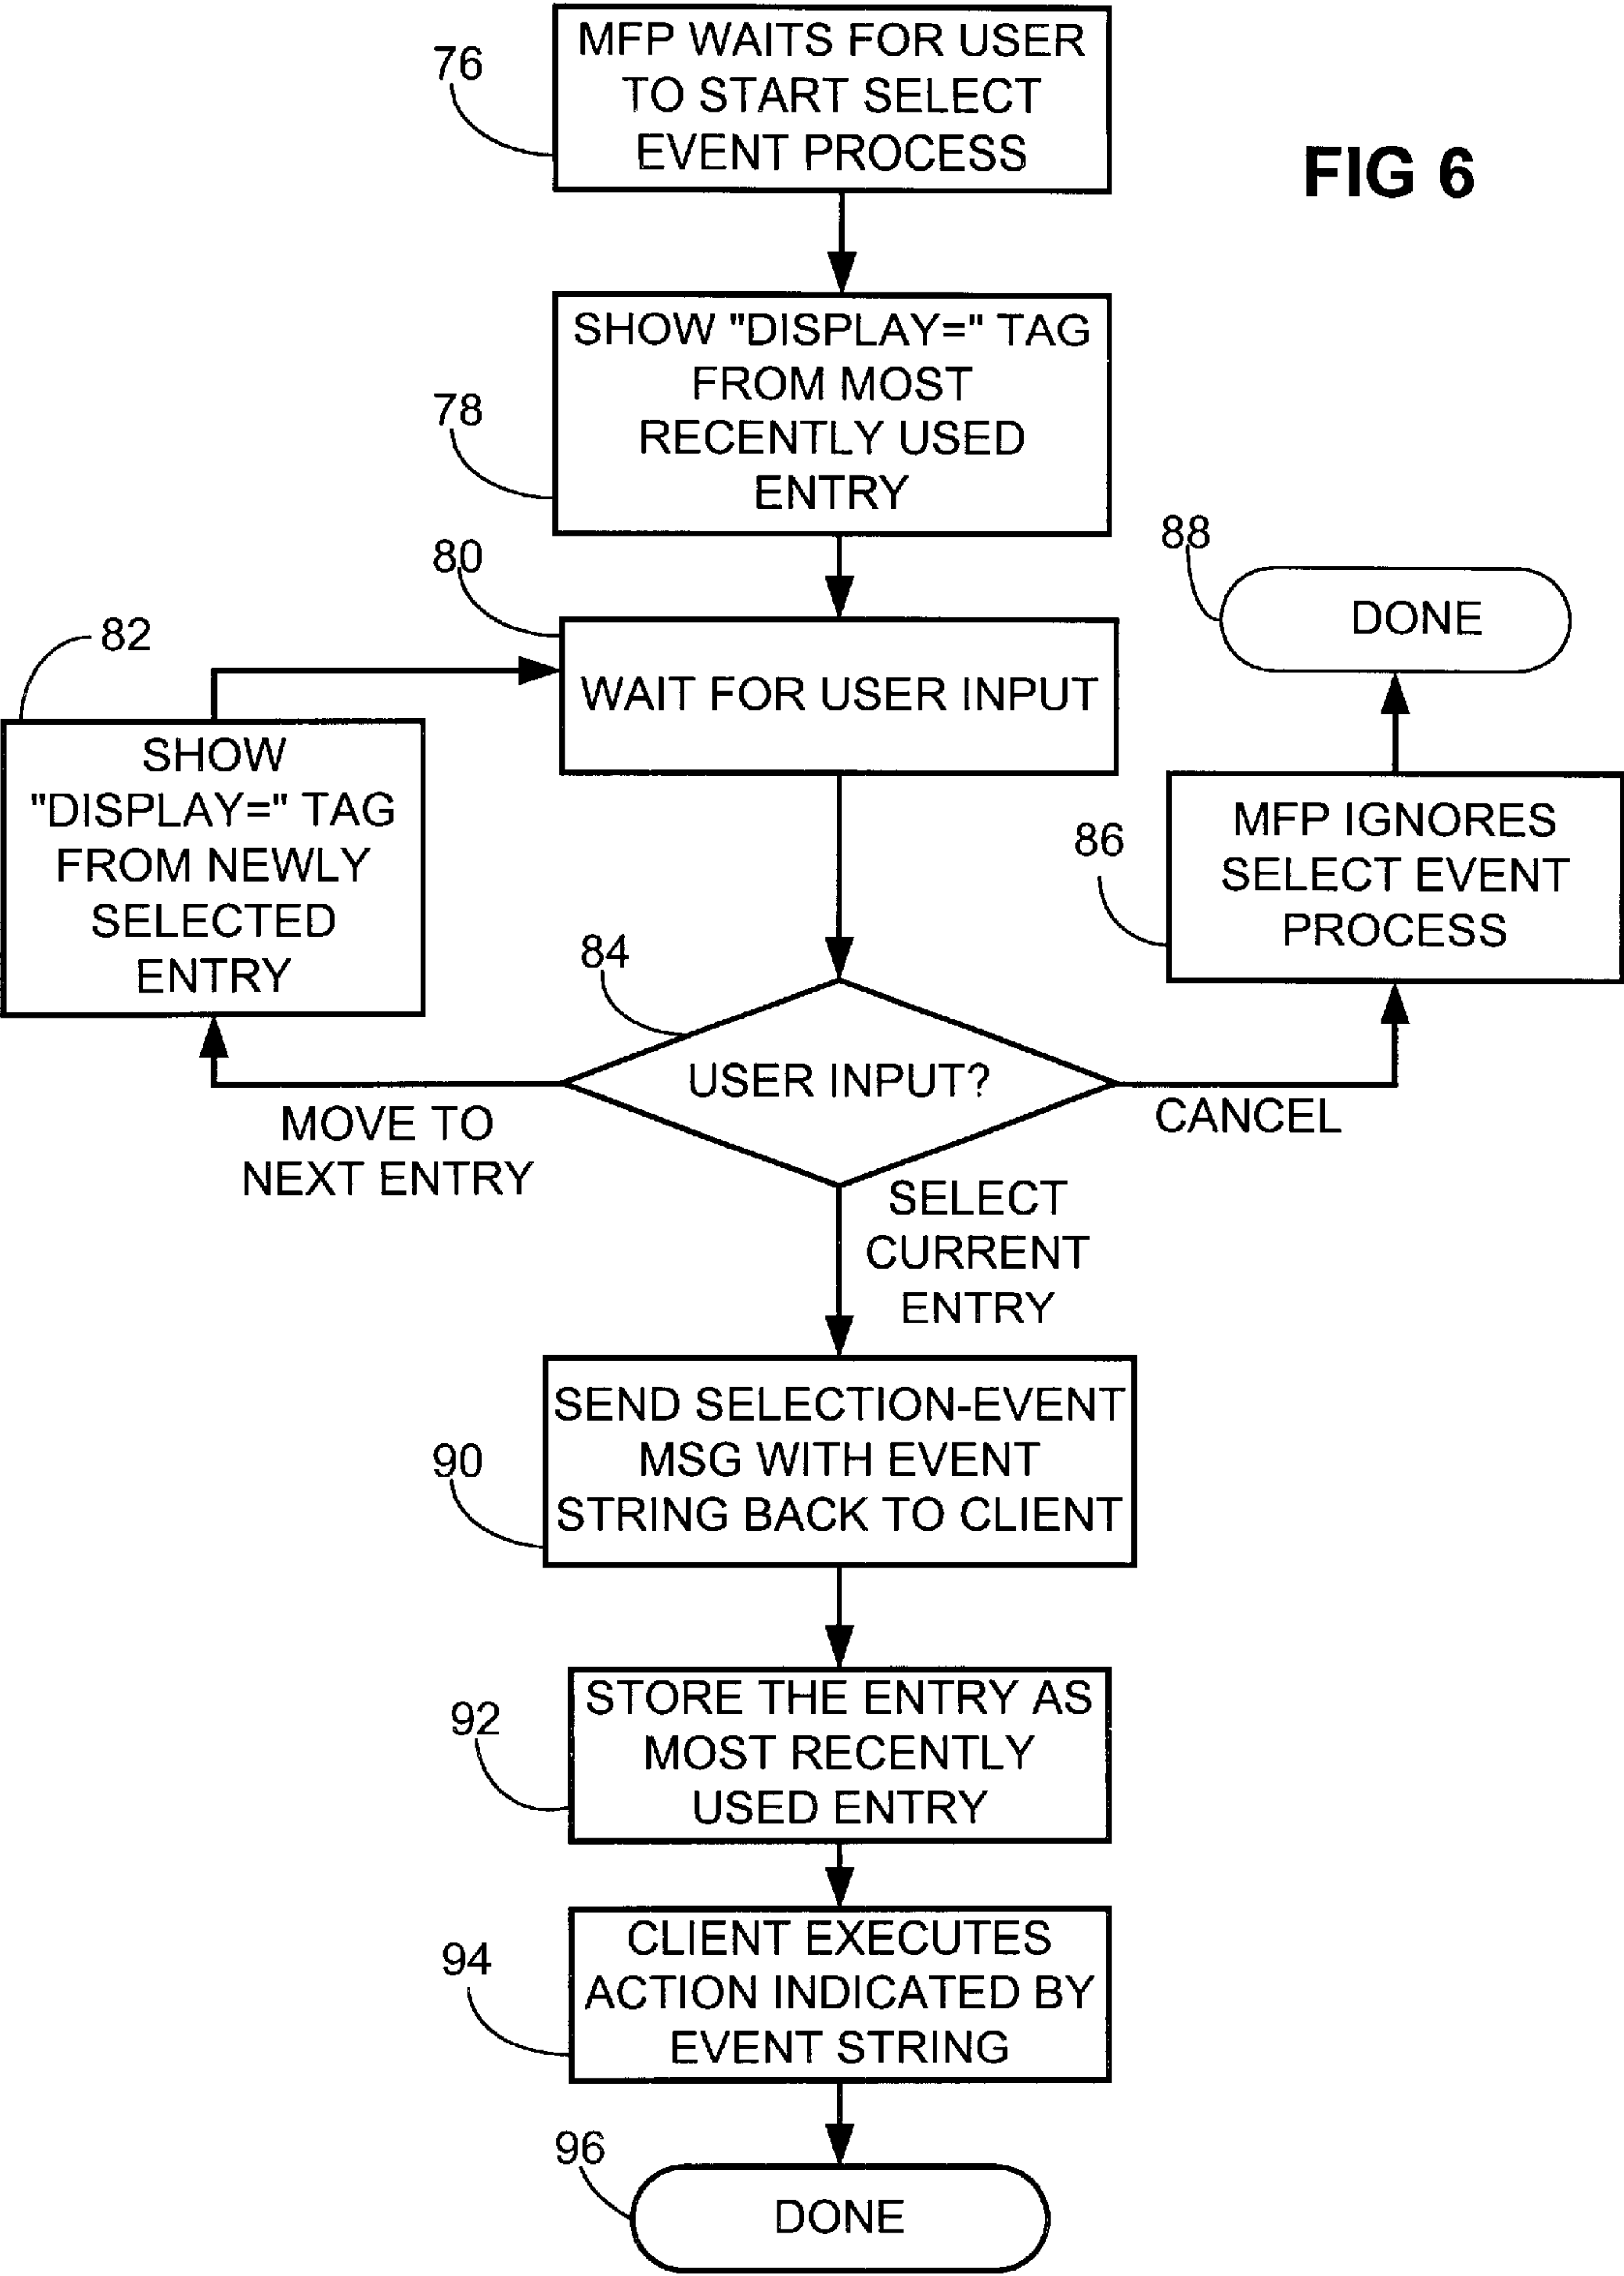 76
MFP WAITS FOR USER
TO START SELECT
EVENT PROCESS
FIG 6
78
SHOW "DISPLAY=" TAG
FROM MOST
RECENTLY USED
ENTRY
80
WAIT FOR USER INPUT
82
SHOW
"DISPLAY=" TAG
FROM NEWLY
SELECTED
ENTRY
88
DONE
86
MFP IGNORES
SELECT EVENT
PROCESS
84
USER INPUT?
MOVE TO
NEXT ENTRY
CANCEL
SELECT
CURRENT
ENTRY
90
SEND SELECTION-EVENT
MSG WITH EVENT
STRING BACK TO CLIENT
92
STORE THE ENTRY AS
MOST RECENTLY
USED ENTRY
94
CLIENT EXECUTES
ACTION INDICATED BY
EVENT STRING
96
DONE